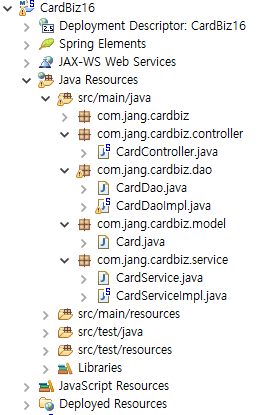 CardBiz16
Deployment Descriptor: CardBiz16
Spring Elements
JAX-WS Web Services
Java Resources
src/main/java
com.jang.cardbiz
com.jang.cardbiz.controller
CardController.java
com.jang.cardbiz.dao
CardDao.java
CardDaoImpl.java
com.jang.cardbiz.model
Card.java
com.jang.cardbiz.service
CardService.java
CardServiceImpl.java
src/main/resources
src/test/java
src/test/resources
Libraries
JavaScript Resources
Deployed Resources